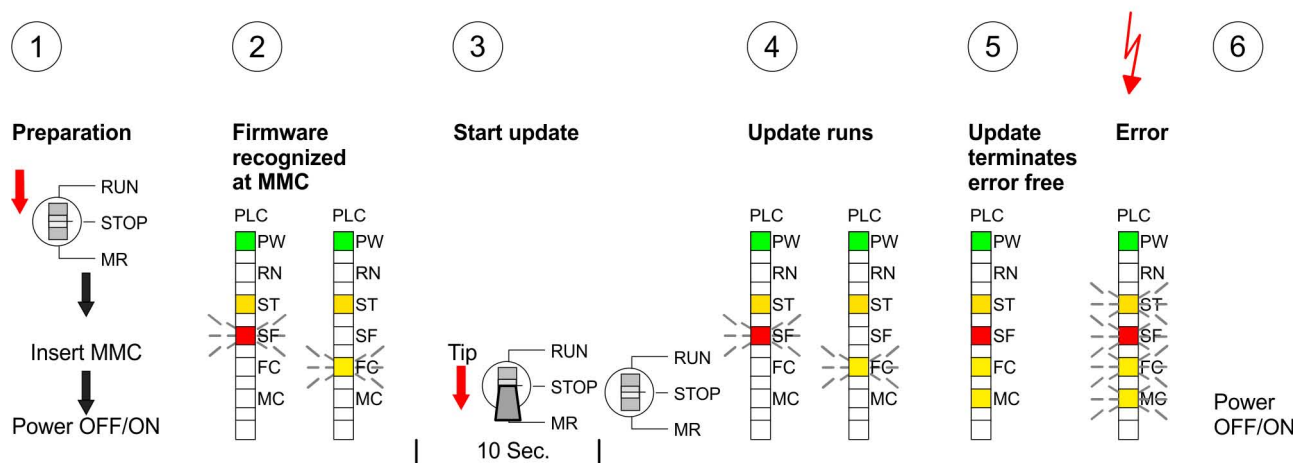 1
2
3
4
5
6
Preparation
Firmware
recognized
at MMC
Start update
Update runs
Update
terminates
error free
Error
RUN
STOP
MR
Insert MMC
Power OFF/ON
PLC
PW
RN
ST
SF
FC
MC
PLC
PW
RN
ST
SF
FC
MC
Tip
RUN
STOP
MR
10 Sec.
RUN
STOP
MR
PLC
PW
RN
ST
SF
FC
MC
PLC
PW
RN
ST
SF
FC
MC
PLC
PW
RN
ST
SF
FC
MC
PLC
PW
RN
ST
SF
FC
MC
Power
OFF/ON